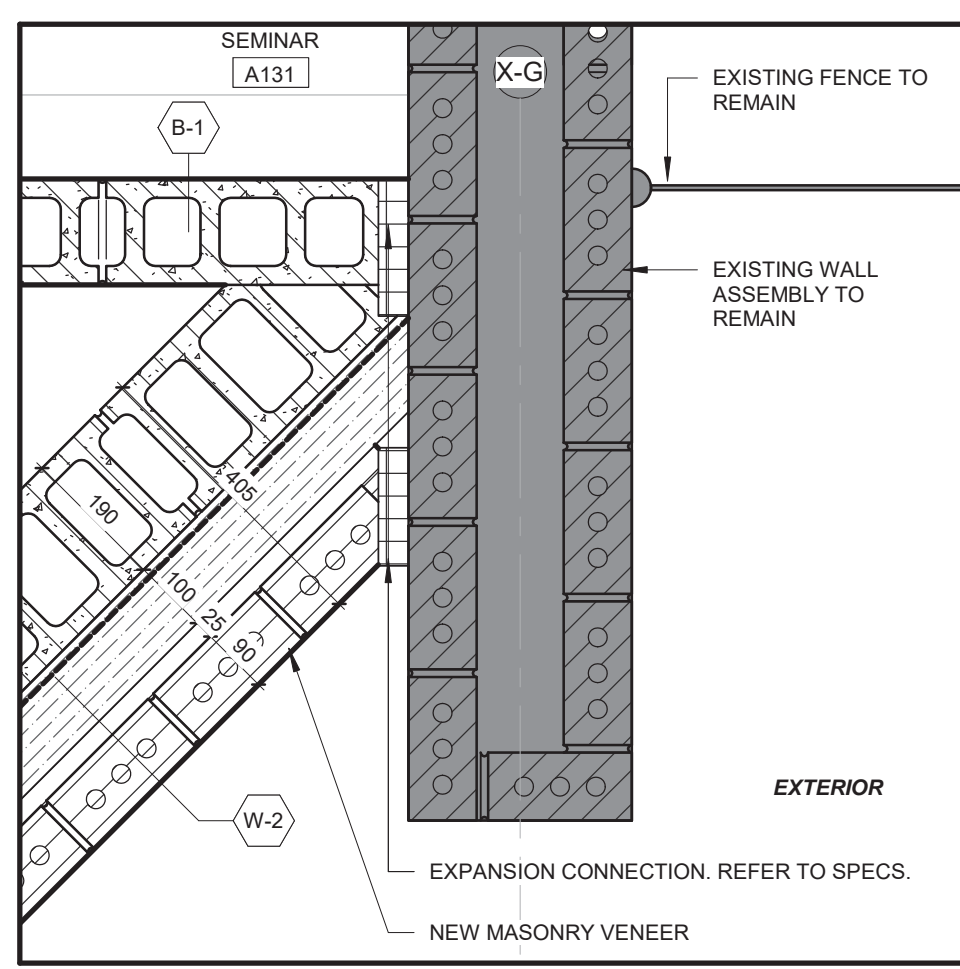 SEMINAR
A131
X-G
B-1
EXISTING FENCE TO
REMAIN
EXISTING WALL
ASSEMBLY TO
REMAIN
405
190
100
25
90
EXTERIOR
W-2
EXPANSION CONNECTION. REFER TO SPECS.
NEW MASONRY VENEER